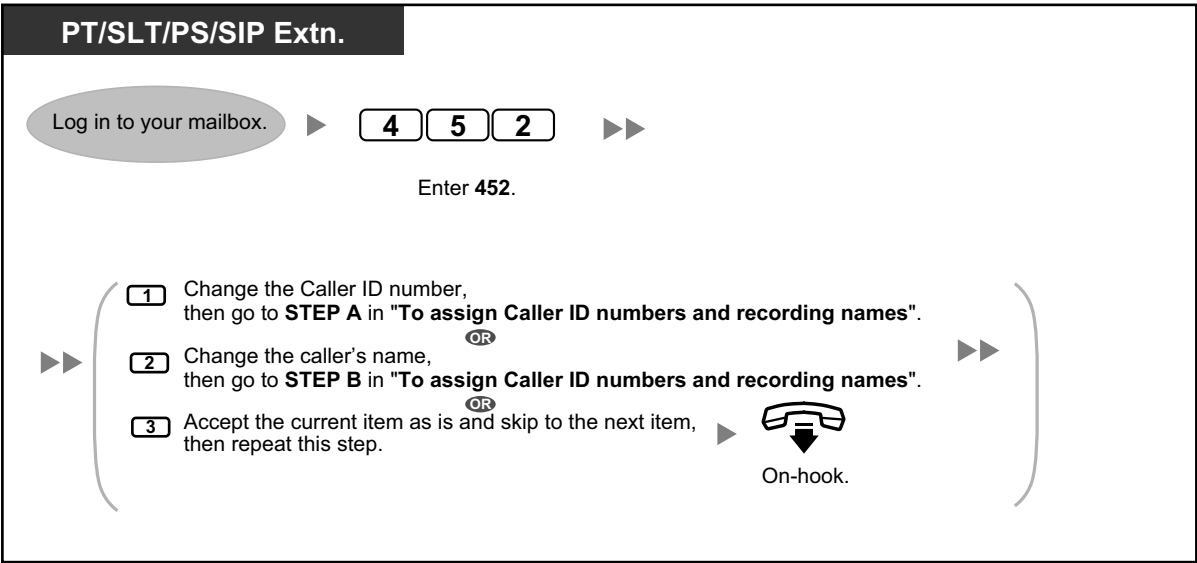 PT/SLT/PS/SIP Extn.
Log in to your mailbox.
4 5 2
Enter 452.
1 Change the Caller ID number,
then go to STEP A in "To assign Caller ID numbers and recording names".
OR
2 Change the caller's name,
then go to STEP B in "To assign Caller ID numbers and recording names".
OR
3 Accept the current item as is and skip to the next item,
then repeat this step.
On-hook.